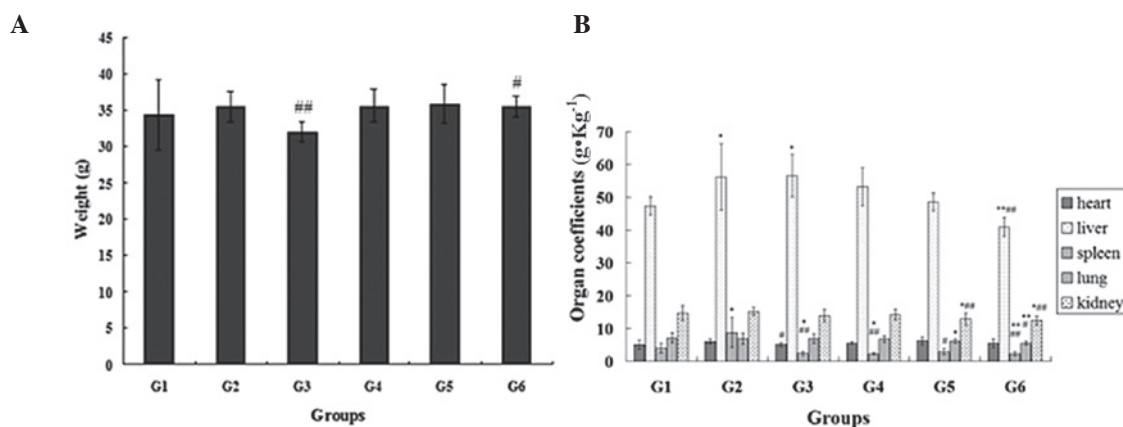 A
45
40
35
30
25
20
15
10
5
0
Weight (g)
##
#
G1 G2 G3 G4 G5 G6
Groups
B
70
60
50
40
30
20
10
0
Organ coefficients (g•Kg-1)
* * **##
* # * ## * ## # * *## ** ## ** # *##
heart
liver
spleen
lung
kidney
G1 G2 G3 G4 G5 G6
Groups